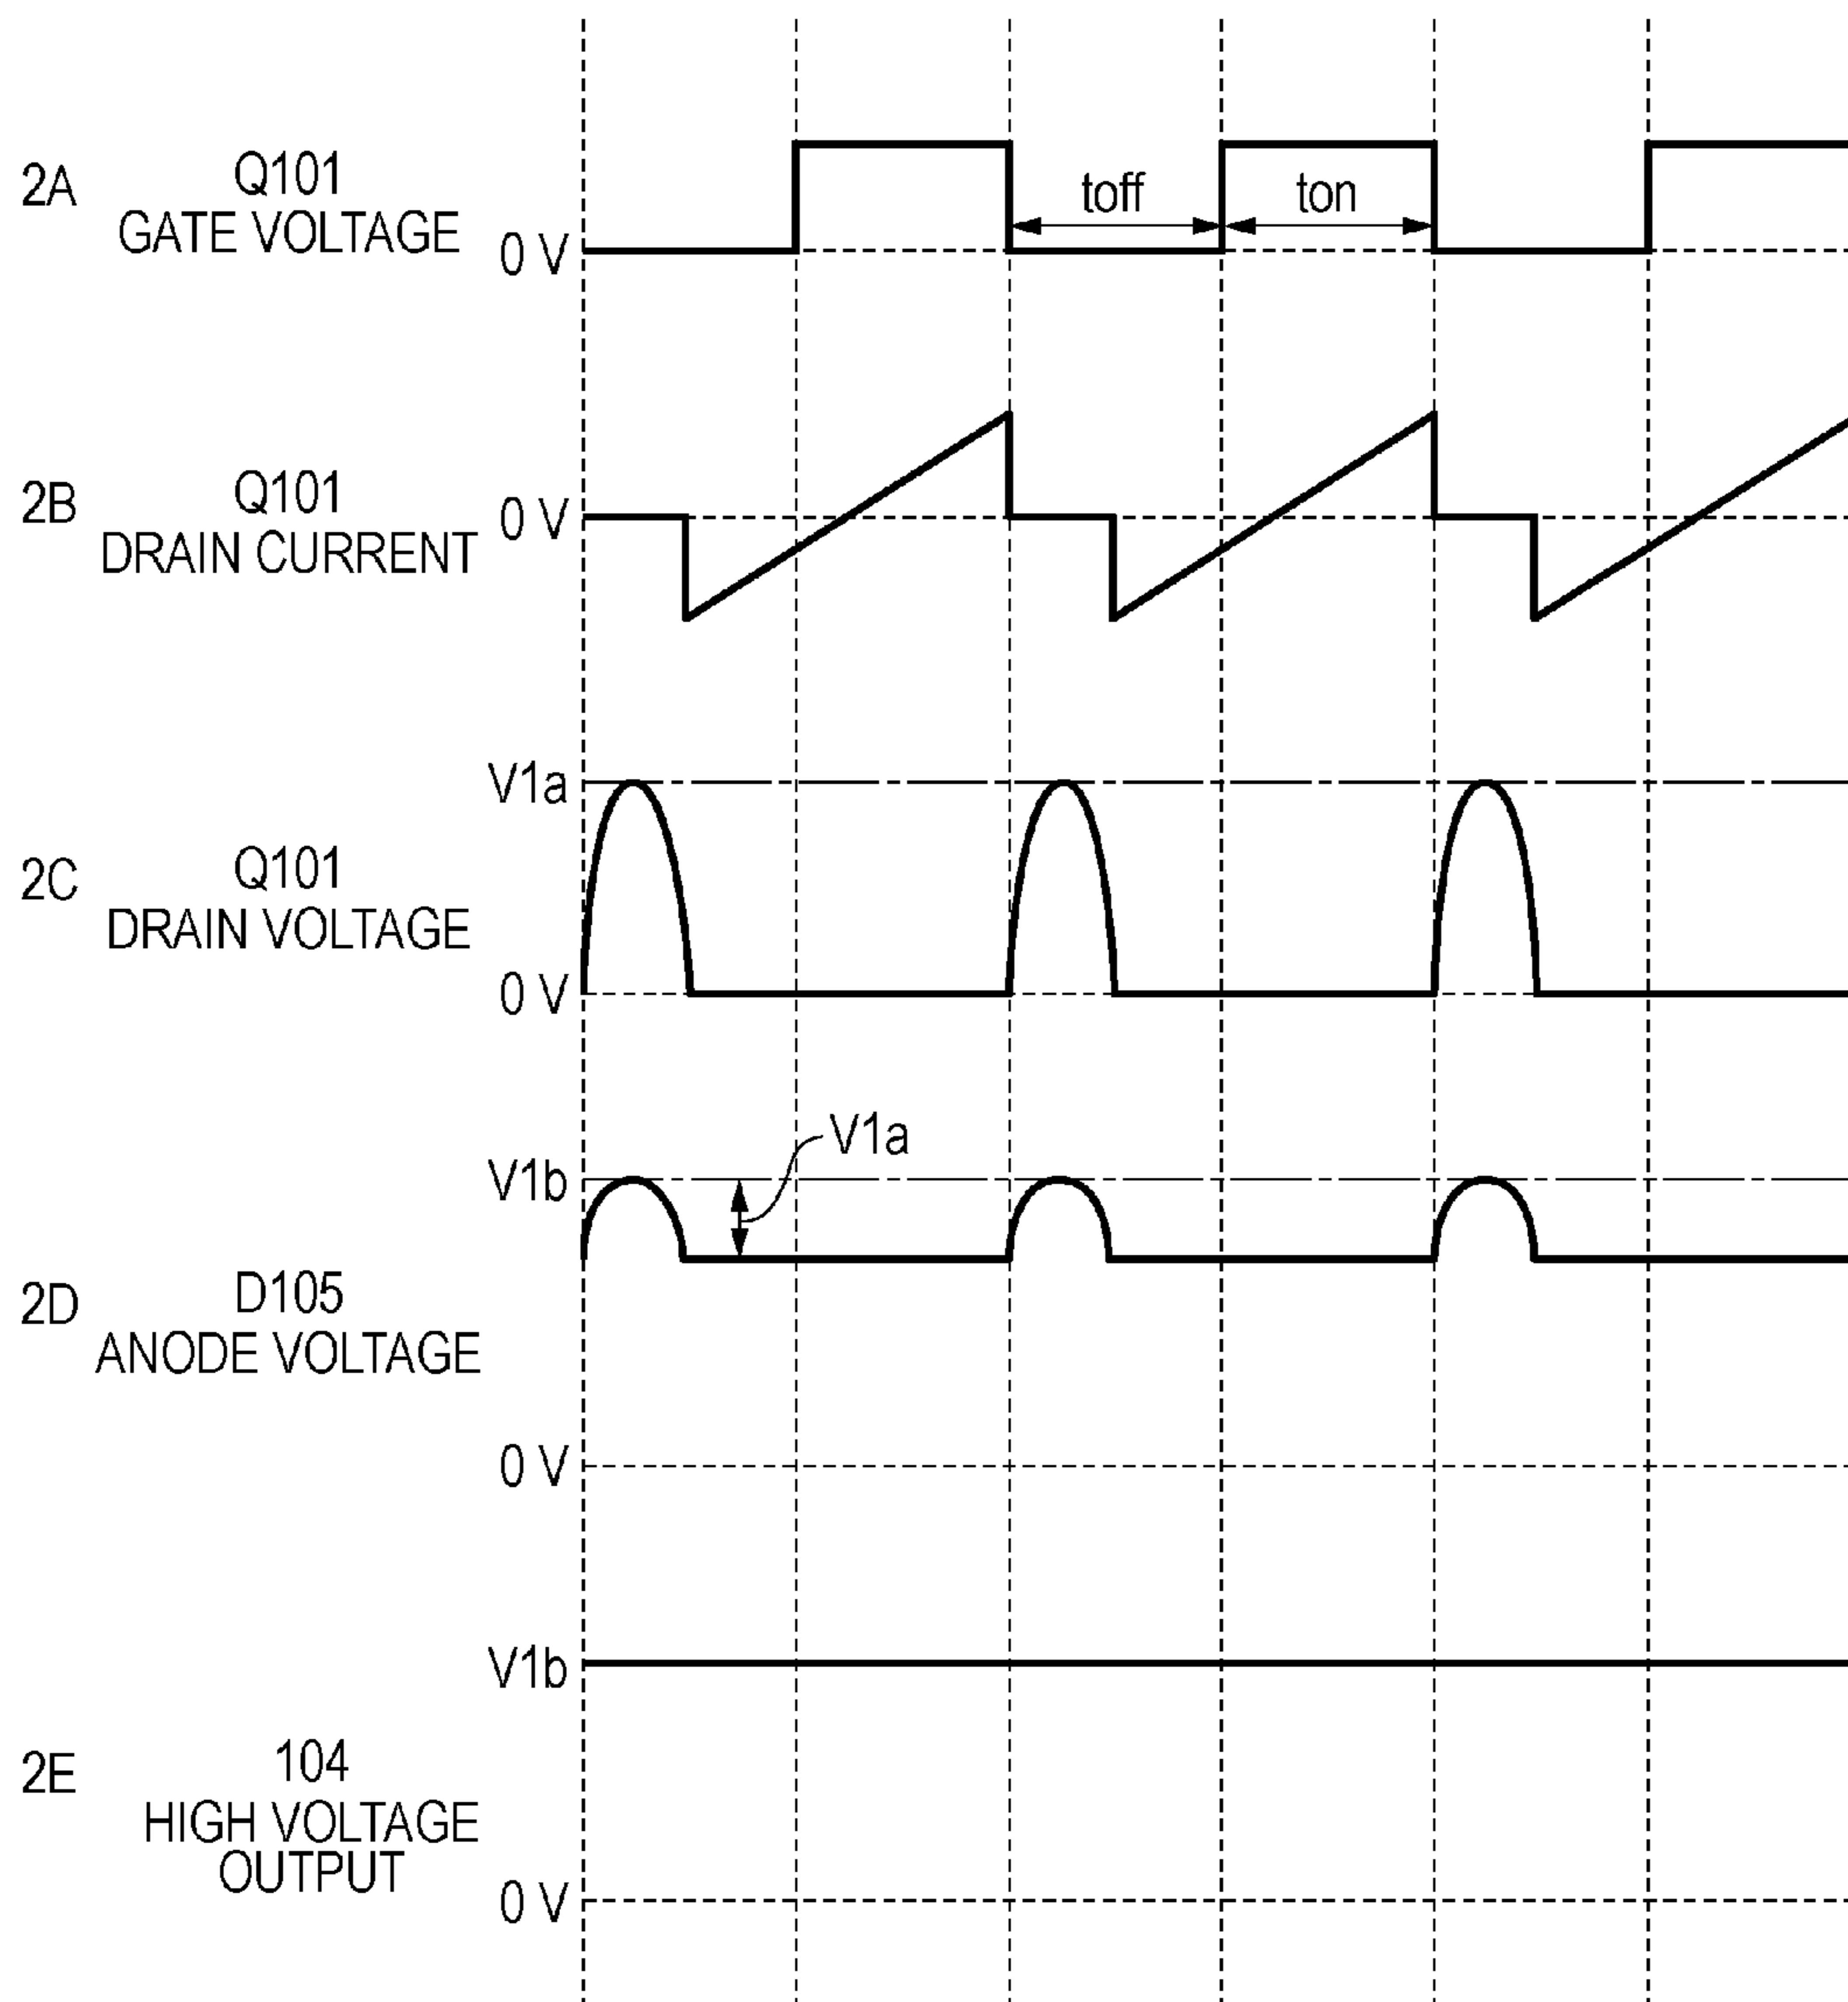 2A
Q101
GATE VOLTAGE
0 V
toff
ton
2B
Q101
DRAIN CURRENT
0 V
V1a
2C
Q101
DRAIN VOLTAGE
0 V
V1a
V1b
2D
D105
ANODE VOLTAGE
0 V
V1b
2E
104
HIGH VOLTAGE
OUTPUT
0 V